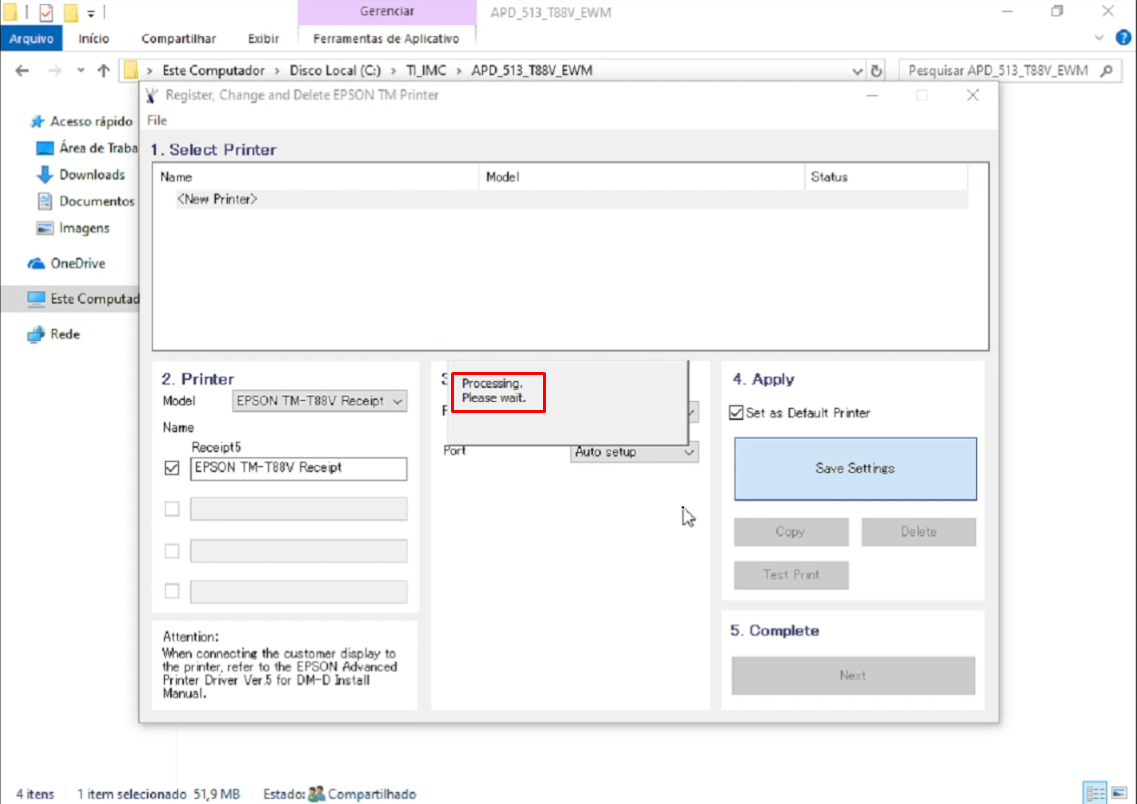 Gerenciar
APD_513_T88V_EWM
Arquivo
Início
Compartilhar
Exibir
Ferramentas de Aplicativo
Este Computador > Disco Local (C:) > TI_IMC > APD_513_T88V_EWM
Pesquisar APD_513_T88V_EWM
Register, Change and Delete EPSON TM Printer
File
Acesso rápido
Área de Traba
Downloads
Documentos
Imagens
OneDrive
Este Computad
Rede
1. Select Printer
Name
Model
Status
<New Printer>
2. Printer
Model
EPSON TM-T88V Receipt
Name
Receipt5
EPSON TM-T88V Receipt
Attention:
When connecting the customer display to
the printer, refer to the EPSON Advanced
Printer Driver Ver.5 for DM-D Install
Manual.
Processing.
Please wait.
Port
Auto setup
4. Apply
Set as Default Printer
Save Settings
Copy
Delete
Test Print
5. Complete
Next
4 itens
1 item selecionado 51,9 MB
Estado: Compartilhado